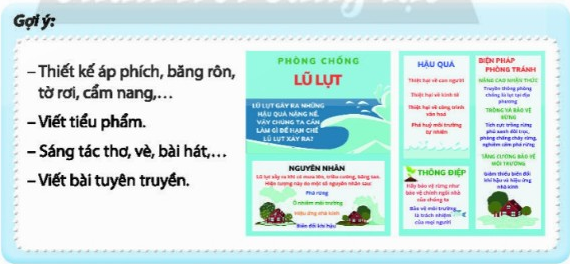 Gợi ý:
– Thiết kế áp phích, băng rôn,
tờ rơi, cẩm nang,…
– Viết tiểu phẩm.
– Sáng tác thơ, vè, bài hát,…
– Viết bài tuyên truyền.
PHÒNG CHỐNG
LŨ LỤT
LŨ LỤT GÂY RA NHỮNG
HẬU QUẢ NẶNG NỀ.
VẬY CHÚNG TA CẦN
LÀM GÌ ĐỂ HẠN CHẾ
LŨ LỤT XẢY RA?
NGUYÊN NHÂN
Lũ lụt xảy ra khi có mưa lớn, triều cường, băng tan.
Hiện tượng này do một số nguyên nhân sau:
Phá rừng
Ô nhiễm môi trường
Hiệu ứng nhà kính
Biến đổi khí hậu
HẬU QUẢ
Thiệt hại về con người
Thiệt hại về kinh tế
Thiệt hại về công trình
văn hoá
Phá huỷ môi trường
tự nhiên
THÔNG ĐIỆP
Hãy bảo vệ rừng như
bảo vệ chính ngôi nhà
của chúng ta
Bảo vệ môi trường
là trách nhiệm
của mọi người
BIỆN PHÁP
PHÒNG TRÁNH
NÂNG CAO NHẬN THỨC
Truyền thông phòng
chống lũ lụt tại địa
phương
TRỒNG VÀ BẢO VỆ
RỪNG
Tích cực trồng rừng
phủ xanh đồi trọc,
phòng chống cháy rừng,
nghiêm cấm phá rừng
TĂNG CƯỜNG BẢO VỆ
MÔI TRƯỜNG
Giảm thiểu biến đổi
khí hậu và hiệu ứng
nhà kính